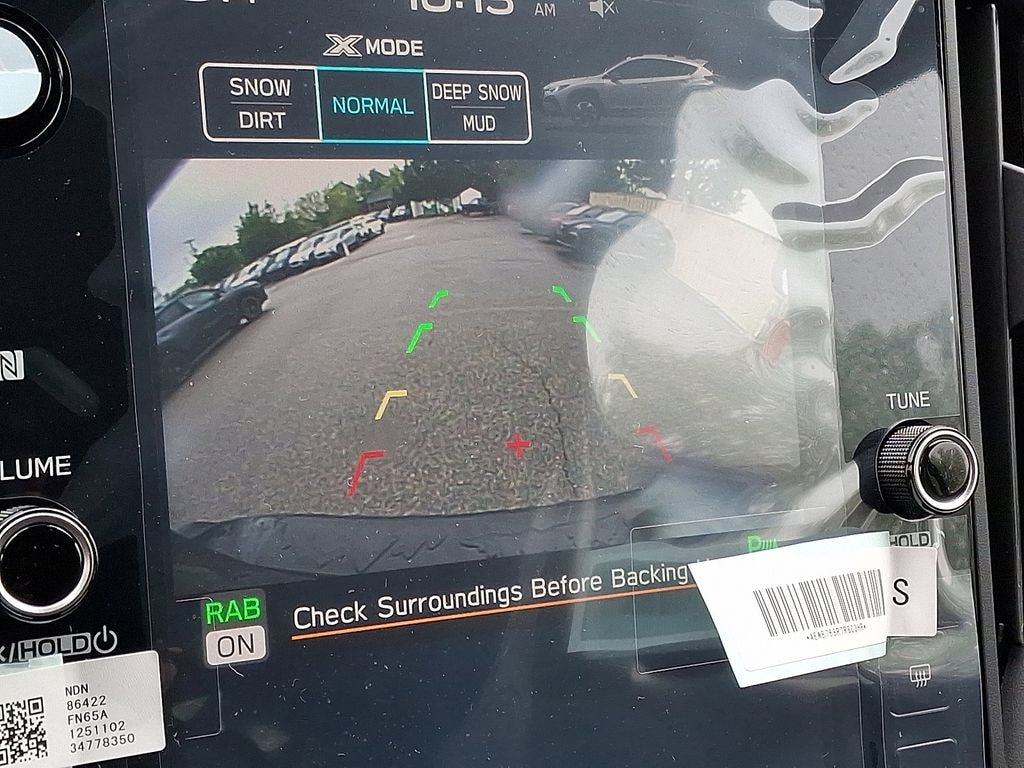 AM
X MODE
SNOW
DIRT
NORMAL
DEEP SNOW
MUD
TUNE
LUME
RAB
ON
Check Surroundings Before Backing
HOLD
S
/HOLD
NDN
86422
FN65A
1251102
34778350